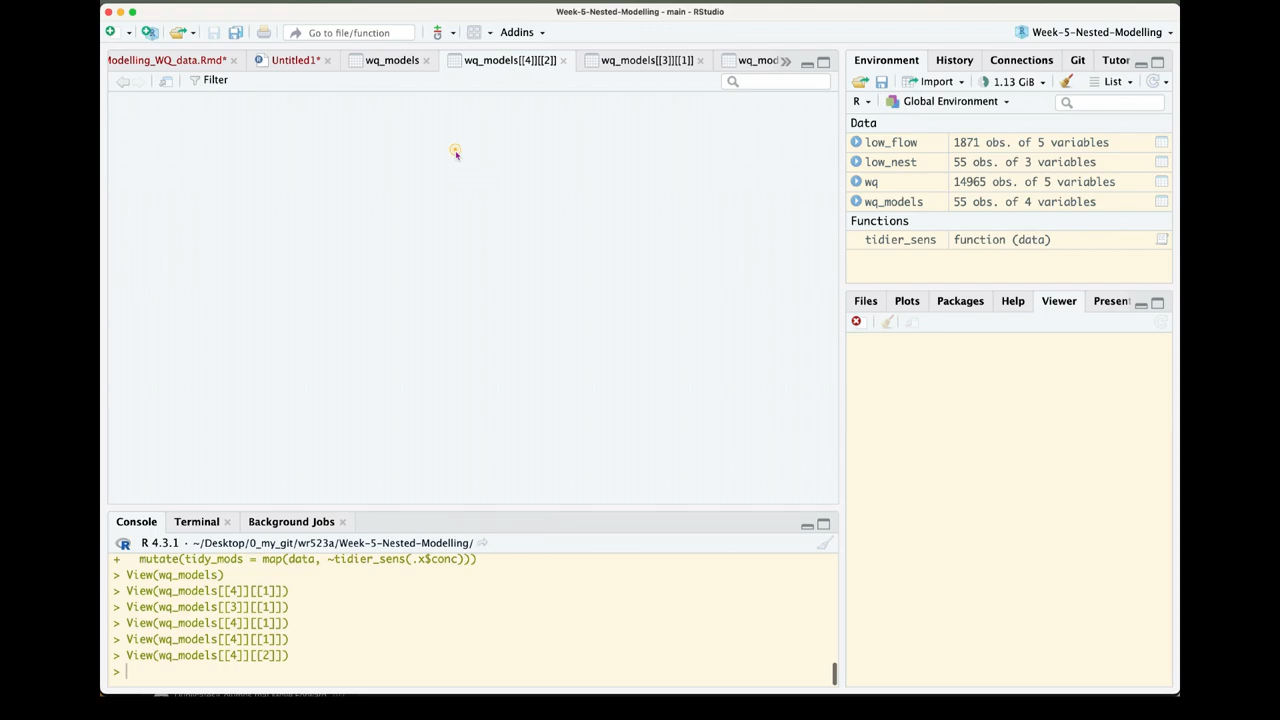 Week-5-Nested-Modelling - main - RStudio
Go to file/function
Addins
Week-5-Nested-Modelling
Modelling_WQ_data.Rmd*
Untitled1*
wq_models
wq_models[[4]][[2]]
wq_models[[3]][[1]]
wq_mod
Filter
Environment
History
Connections
Git
Tutor
Import
1.13 GiB
List
R
Global Environment
Data
low_flow 1871 obs. of 5 variables
low_nest 55 obs. of 3 variables
wq 14965 obs. of 5 variables
wq_models 55 obs. of 4 variables
Functions
tidier_sens function (data)
Files
Plots
Packages
Help
Viewer
Present
Console
Terminal
Background Jobs
R 4.3.1 · ~/Desktop/0_my_git/wr523a/Week-5-Nested-Modelling/
+ mutate(tidy_mods = map(data, ~tidier_sens(.x$conc)))
> View(wq_models)
> View(wq_models[[4]][[1]])
> View(wq_models[[3]][[1]])
> View(wq_models[[4]][[1]])
> View(wq_models[[4]][[1]])
> View(wq_models[[4]][[2]])
>